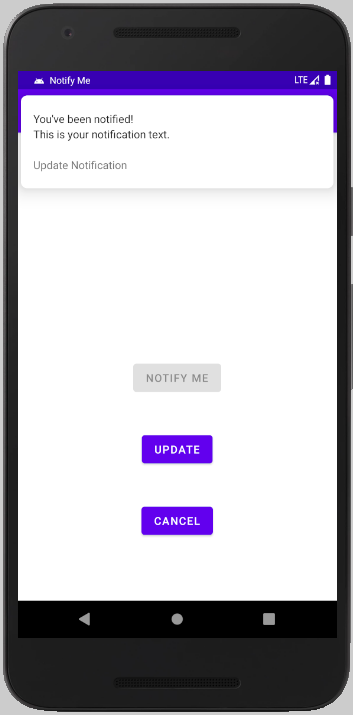 Notify Me
LTE
You've been notified!
This is your notification text.
Update Notification
NOTIFY ME
UPDATE
CANCEL